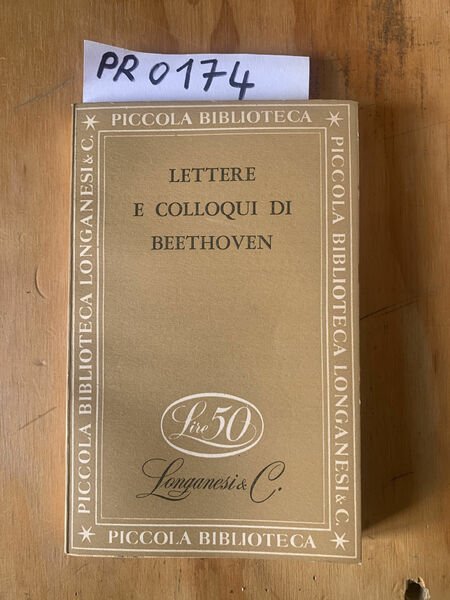 PR 0174
* PICCOLA BIBLIOTECA *
PICCOLA BIBLIOTECA LONGANESI & C.
PICCOLA BIBLIOTECA LONGANESI & C.
LETTERE
E COLLOQUI DI
BEETHOVEN
Lire 50
Longanesi & C.
* PICCOLA BIBLIOTECA *